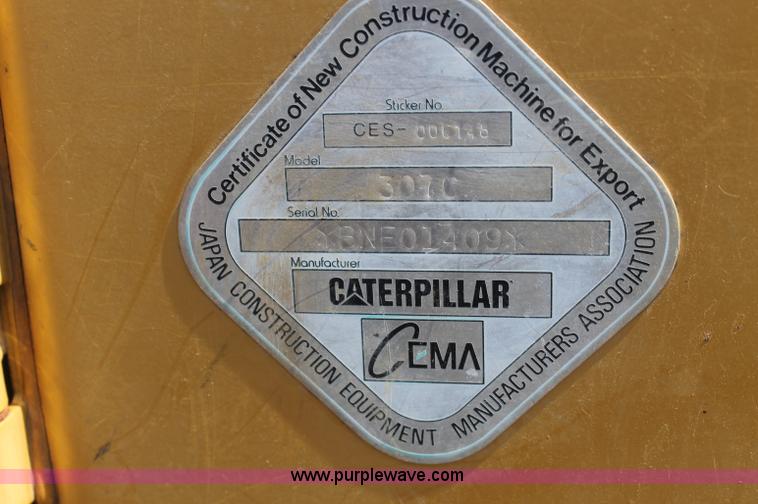 Certificate of New Construction Machine for Export
Sticker No.
CES-
Model
307C
Serial No.
*BNE01409*
Manufacturer
CATERPILLAR
CEMA
JAPAN CONSTRUCTION EQUIPMENT MANUFACTURERS ASSOCIATION
www.purplewave.com